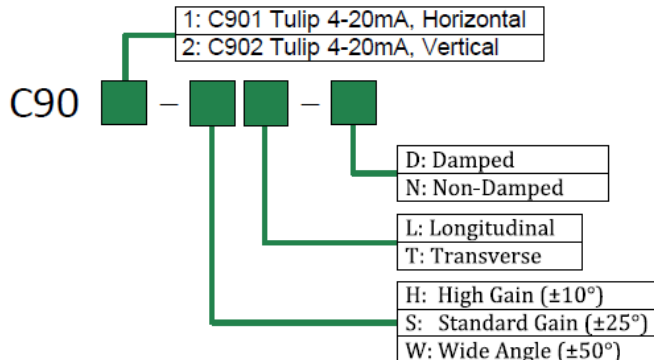 1: C901 Tulip 4-20mA, Horizontal
2: C902 Tulip 4-20mA, Vertical
C90 – –
D: Damped
N: Non-Damped
L: Longitudinal
T: Transverse
H: High Gain (±10°)
S: Standard Gain (±25°)
W: Wide Angle (±50°)